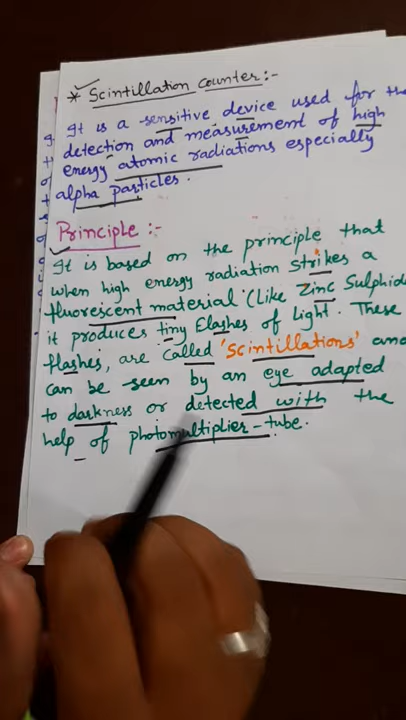 * Scintillation Counter:-
It is a sensitive device used for the
detection and measurement of high
energy atomic radiations especially
alpha particles.
Principle :-
It is based on the principle that
when high energy radiation strikes a
fluorescent material (Like Zinc Sulphide
it produces tiny Elashes of Light. These
flashes, are called 'Scintillations' and
can be seen by an eye adapted
to darkness or detected with the
help of photomultiplier-tube.